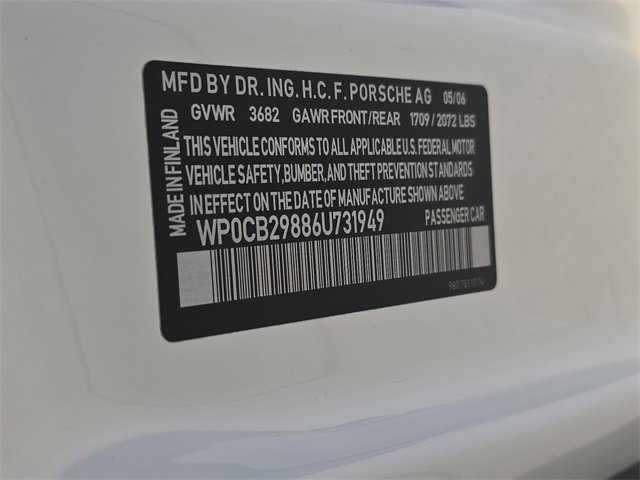 MFD BY DR. ING. H.C. F. PORSCHE AG 05/06
GVWR 3682 GAWR FRONT/REAR 1709 / 2072 LBS
MADE IN FINLAND
THIS VEHICLE CONFORMS TO ALL APPLICABLE U.S. FEDERAL MOTOR
VEHICLE SAFETY, BUMPER, AND THEFT PREVENTION STANDARDS
IN EFFECT ON THE DATE OF MANUFACTURE SHOWN ABOVE
WP0CB29886U731949 PASSENGER CAR